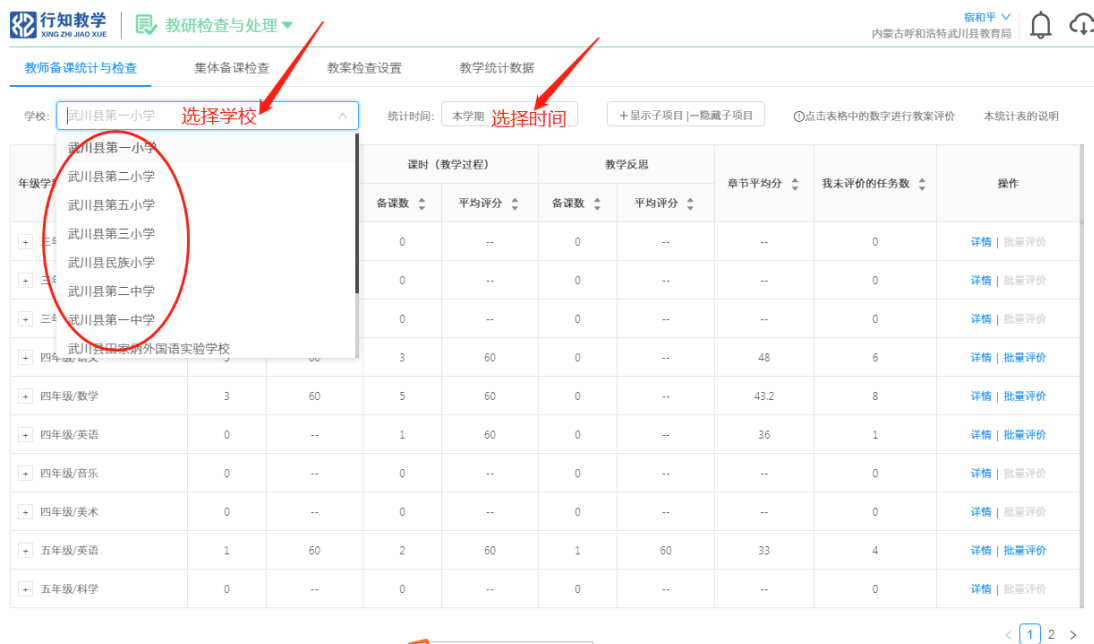 行知教学 教研检查与处理 宿和平
XING ZHI JIAO XUE 内蒙古呼和浩特武川县教育局
教师备课统计与检查 集体备课检查 教案检查设置 教学统计数据
学校: 武川县第一小学 选择学校 统计时间: 本学期 选择时间 +显示子项目|—隐藏子项目 点击表格中的数字进行教案评价 本统计表的说明
武川县第一小学
武川县第二小学
武川县第五小学
武川县第三小学
武川县民族小学
武川县第二中学
武川县第一中学
武川县田家炳外国语实验学校
课时（教学过程） 教学反思
章节平均分 我未评价的任务数 操作
备课数 平均评分 备课数 平均评分
+ 0 -- 0 -- -- 0 详情 | 批量评价
+ 0 -- 0 -- -- 0 详情 | 批量评价
+ 0 -- 0 -- -- 0 详情 | 批量评价
+ 3 60 0 -- 48 6 详情 | 批量评价
+ 四年级/数学 3 60 5 60 0 -- 43.2 8 详情 | 批量评价
+ 四年级/英语 0 -- 1 60 0 -- 36 1 详情 | 批量评价
+ 四年级/音乐 0 -- 0 -- 0 -- -- 0 详情 | 批量评价
+ 四年级/美术 0 -- 0 -- 0 -- -- 0 详情 | 批量评价
+ 五年级/英语 1 60 2 60 1 60 33 4 详情 | 批量评价
+ 五年级/科学 0 -- 0 -- 0 -- -- 0 详情 | 批量评价
< 1 2 >